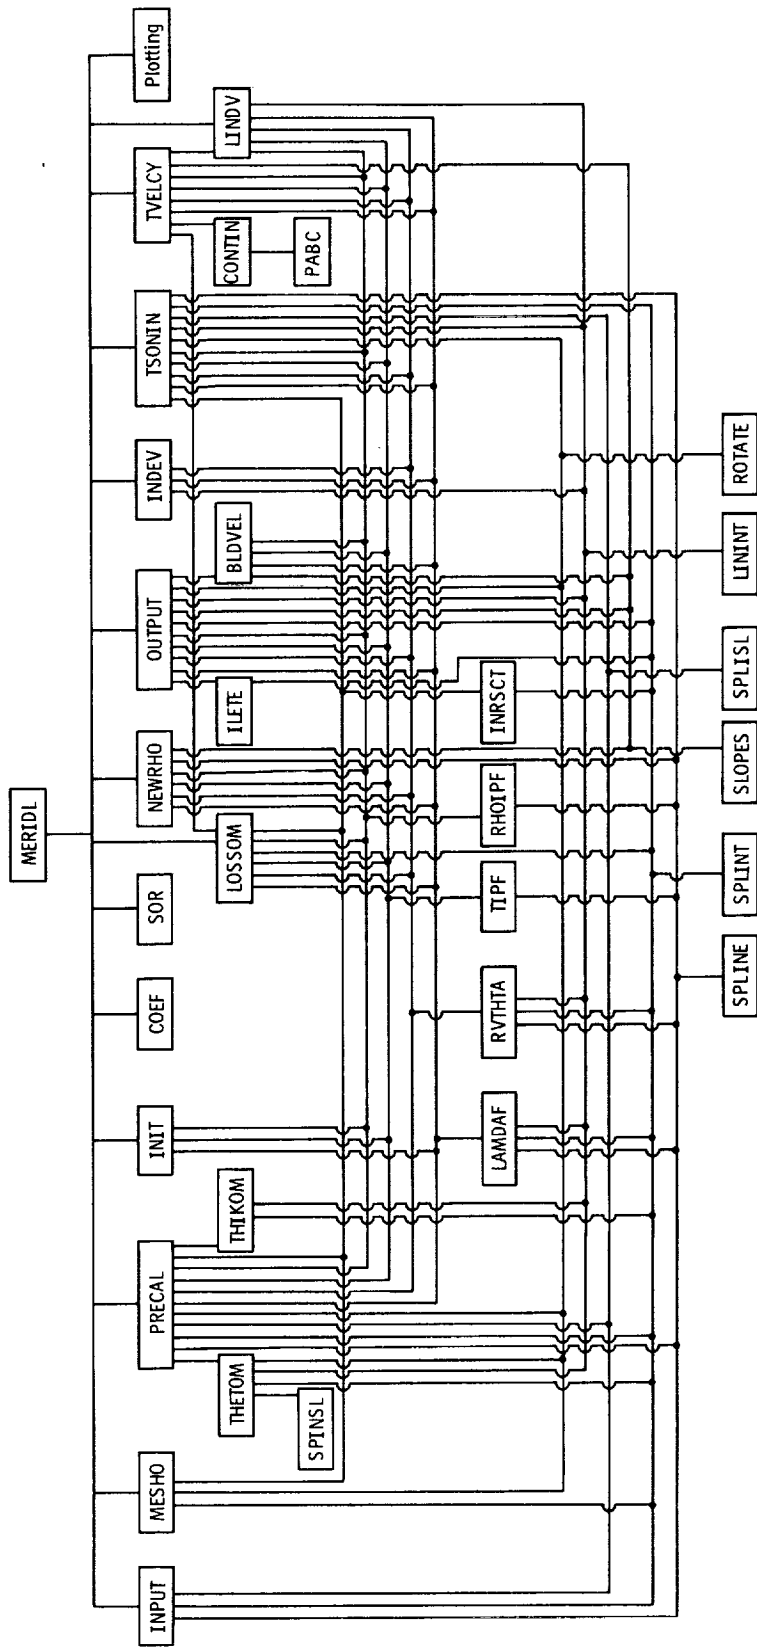 MERIDL
INPUT
MESHO
PRECAL
INIT
COEF
SOR
NEWRHO
OUTPUT
INDEV
TSONIN
TVELCY
Plotting
THETOM
THIKOM
LOSSOM
ILETE
BLDVEL
CONTIN
LINDV
SPINSL
PABC
LAMDAF
RVTHTA
TIPF
RHOIPF
INRSCT
SPLINE
SPLINT
SLOPES
SPLISL
LININT
ROTATE